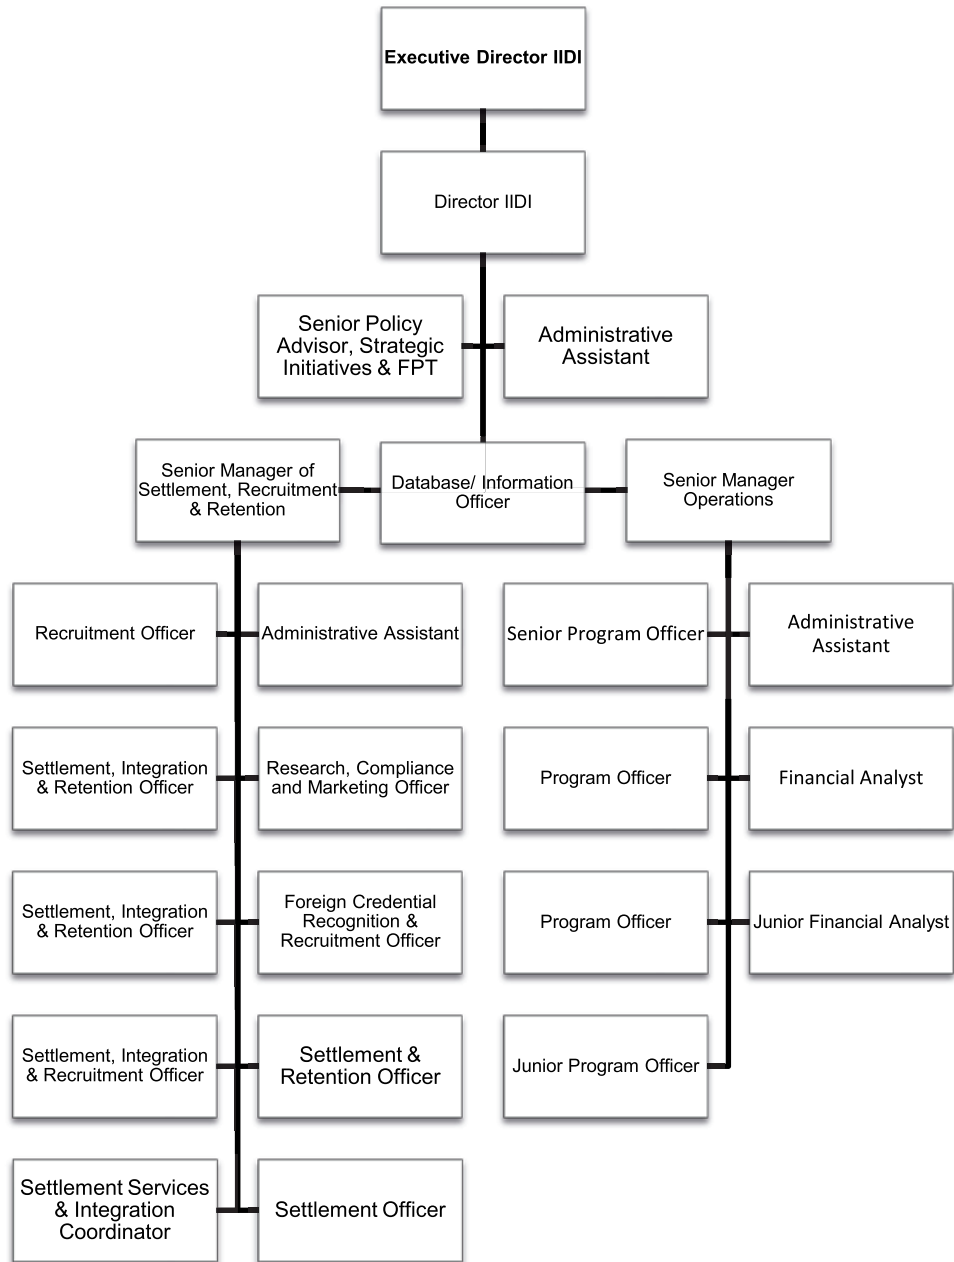 Executive Director IIDI
Director IIDI
Senior Policy
Advisor, Strategic
Initiatives & FPT
Administrative
Assistant
Senior Manager of
Settlement, Recruitment
& Retention
Database/ Information
Officer
Senior Manager
Operations
Recruitment Officer
Administrative Assistant
Senior Program Officer
Administrative
Assistant
Settlement, Integration
& Retention Officer
Research, Compliance
and Marketing Officer
Program Officer
Financial Analyst
Settlement, Integration
& Retention Officer
Foreign Credential
Recognition &
Recruitment Officer
Program Officer
Junior Financial Analyst
Settlement, Integration
& Recruitment Officer
Settlement &
Retention Officer
Junior Program Officer
Settlement Services
& Integration
Coordinator
Settlement Officer